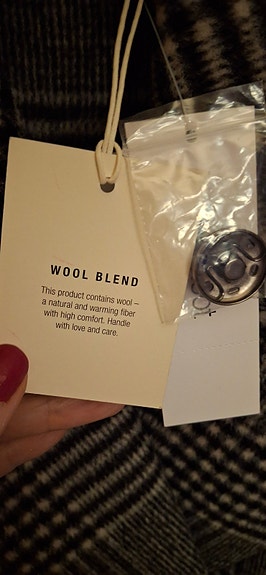 WOOL BLEND
This product contains wool –
a natural and warming fiber
with high comfort. Handle
with love and care.